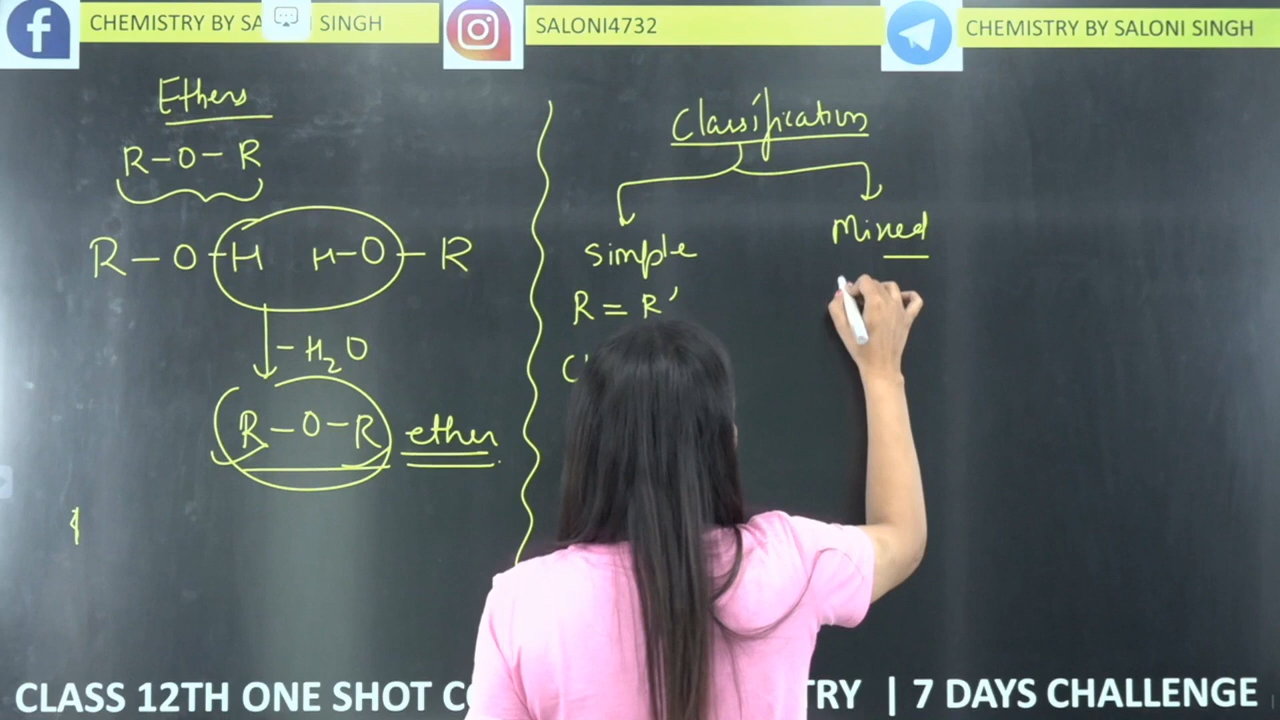 CHEMISTRY BY SA SINGH
SALONI4732
CHEMISTRY BY SALONI SINGH
Ethers
R-O-R
R-O-H H-O-R
-H₂O
R-O-R ether
Classification
simple
R = R'
Mixed
CLASS 12TH ONE SHOT TRY | 7 DAYS CHALLENGE